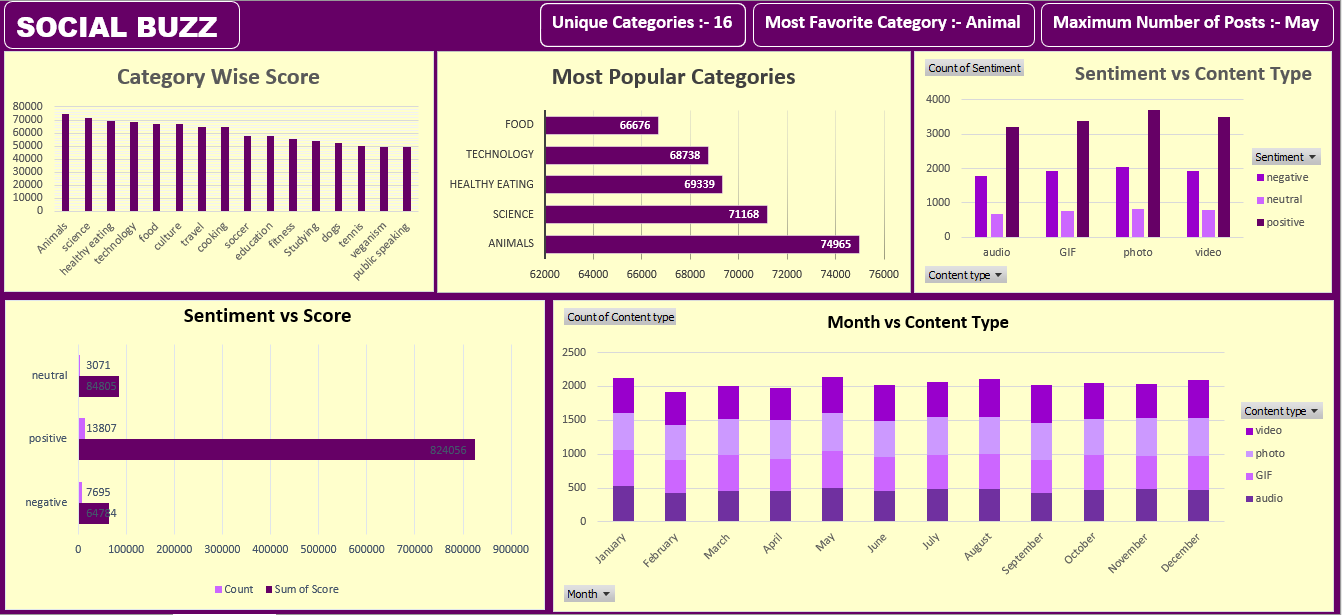 SOCIAL BUZZ
Unique Categories :- 16
Most Favorite Category :- Animal
Maximum Number of Posts :- May
Category Wise Score
80000
70000
60000
50000
40000
30000
20000
10000
0
Animals
science
healthy eating
technology
food
culture
travel
cooking
soccer
education
fitness
Studying
dogs
tennis
veganism
public speaking
Most Popular Categories
FOOD 66676
TECHNOLOGY 68738
HEALTHY EATING 69339
SCIENCE 71168
ANIMALS 74965
62000 64000 66000 68000 70000 72000 74000 76000
Count of Sentiment
Sentiment vs Content Type
4000
3000
2000
1000
0
audio GIF photo video
Sentiment
negative
neutral
positive
Content type
Sentiment vs Score
neutral 3071
84805
positive 13807
824056
negative 7695
64784
0 100000 200000 300000 400000 500000 600000 700000 800000 900000
Count Sum of Score
Count of Content type
Month vs Content Type
2500
2000
1500
1000
500
0
January
February
March
April
May
June
July
August
September
October
November
December
Content type
video
photo
GIF
audio
Month